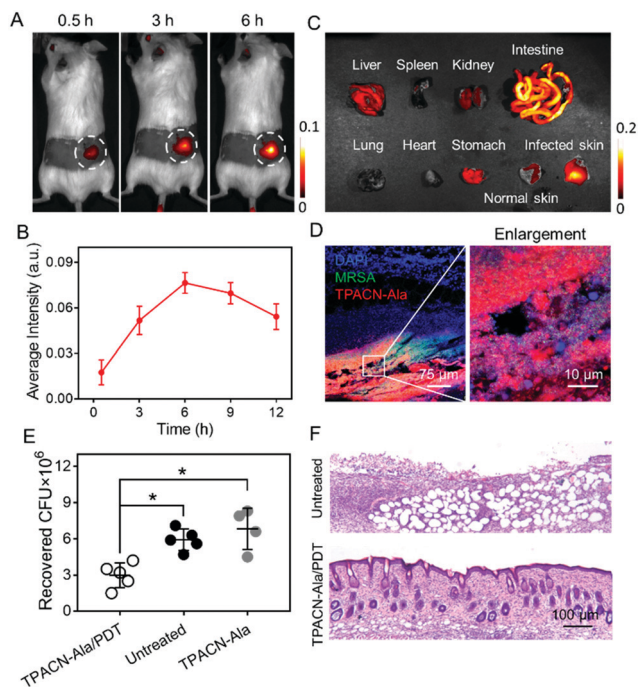 A
0.5 h
3 h
6 h
0.1
0
B
Average Intensity (a.u.)
0.09
0.06
0.03
0.00
0
3
6
9
12
Time (h)
C
Liver
Spleen
Kidney
Intestine
Lung
Heart
Stomach
Infected skin
Normal skin
0.2
0
D
DAPI
MRSA
TPACN-Ala
75 μm
Enlargement
10 μm
E
Recovered CFU×10⁶
12
9
6
3
0
*
*
TPACN-Ala/PDT
Untreated
TPACN-Ala
F
Untreated
TPACN-Ala/PDT
100 μm